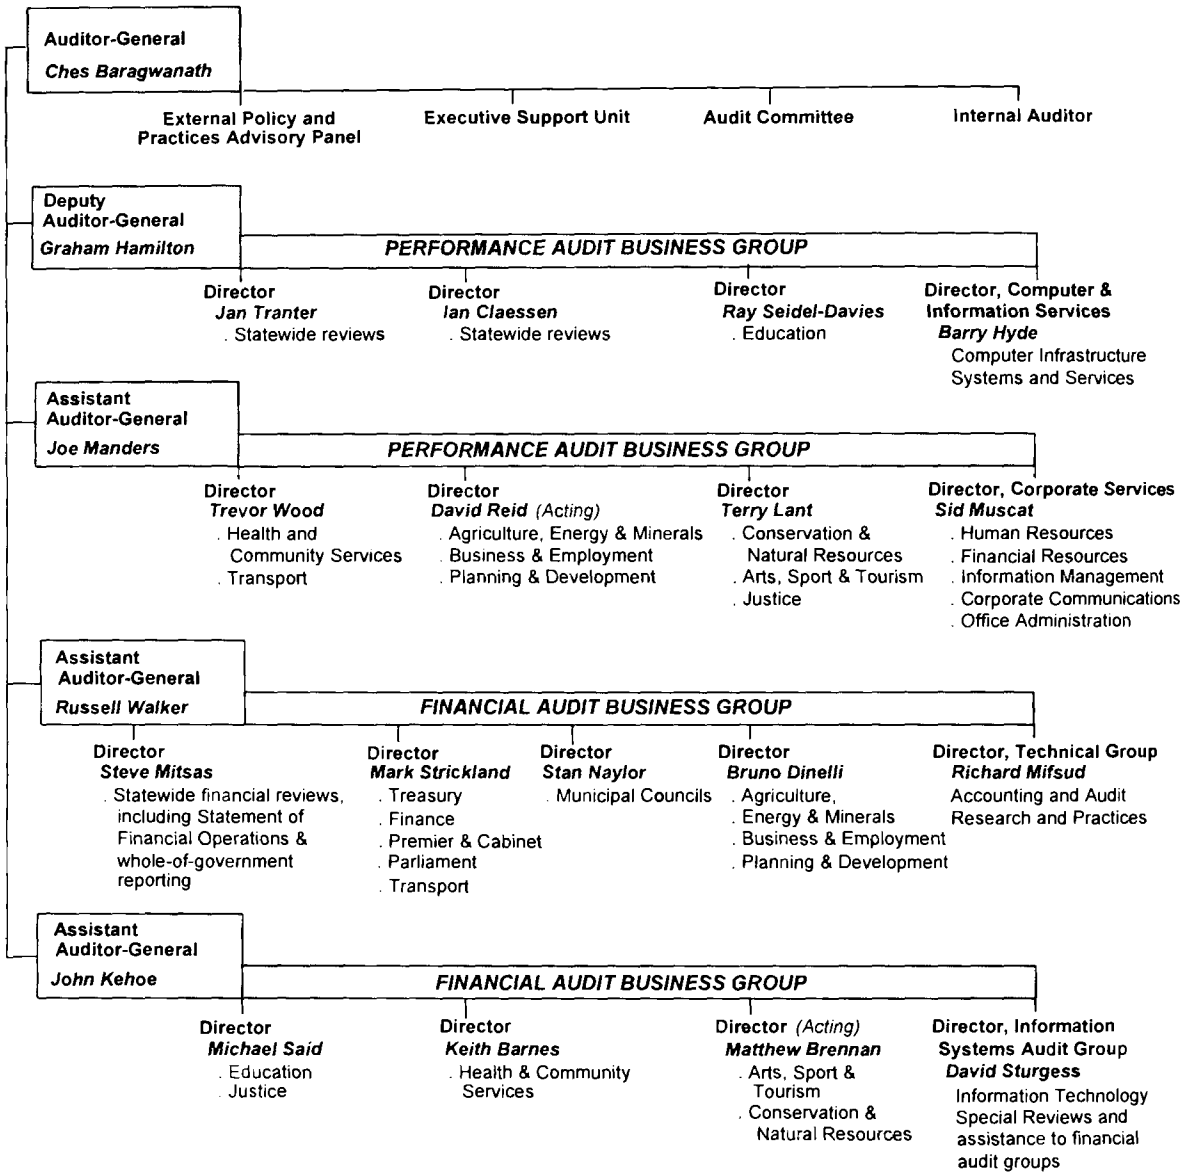 Auditor-General
Ches Baragwanath
External Policy and
Practices Advisory Panel
Executive Support Unit
Audit Committee
Internal Auditor
Deputy
Auditor-General
Graham Hamilton
PERFORMANCE AUDIT BUSINESS GROUP
Director
Jan Tranter
. Statewide reviews
Director
Ian Claessen
. Statewide reviews
Director
Ray Seidel-Davies
. Education
Director, Computer &
Information Services
Barry Hyde
Computer Infrastructure
Systems and Services
Assistant
Auditor-General
Joe Manders
PERFORMANCE AUDIT BUSINESS GROUP
Director
Trevor Wood
. Health and
Community Services
. Transport
Director
David Reid (Acting)
. Agriculture, Energy & Minerals
. Business & Employment
. Planning & Development
Director
Terry Lant
. Conservation &
Natural Resources
. Arts, Sport & Tourism
. Justice
Director, Corporate Services
Sid Muscat
. Human Resources
. Financial Resources
. Information Management
. Corporate Communications
. Office Administration
Assistant
Auditor-General
Russell Walker
FINANCIAL AUDIT BUSINESS GROUP
Director
Steve Mitsas
. Statewide financial reviews,
including Statement of
Financial Operations &
whole-of-government
reporting
Director
Mark Strickland
. Treasury
. Finance
. Premier & Cabinet
. Parliament
. Transport
Director
Stan Naylor
. Municipal Councils
Director
Bruno Dinelli
. Agriculture,
. Energy & Minerals
. Business & Employment
. Planning & Development
Director, Technical Group
Richard Mifsud
Accounting and Audit
Research and Practices
Assistant
Auditor-General
John Kehoe
FINANCIAL AUDIT BUSINESS GROUP
Director
Michael Said
. Education
. Justice
Director
Keith Barnes
. Health & Community
Services
Director (Acting)
Matthew Brennan
. Arts, Sport &
Tourism
. Conservation &
Natural Resources
Director, Information
Systems Audit Group
David Sturgess
Information Technology
Special Reviews and
assistance to financial
audit groups